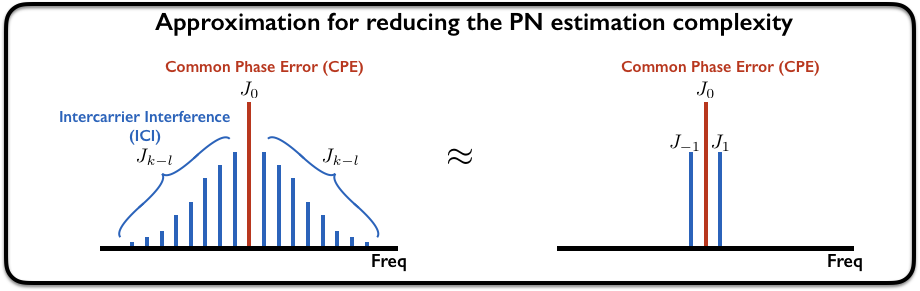 Approximation for reducing the PN estimation complexity
Common Phase Error (CPE)
J_0
Intercarrier Interference
(ICI)
J_{k-l}
J_{k-l}
Freq
≈
Common Phase Error (CPE)
J_0
J_{-1}
J_1
Freq